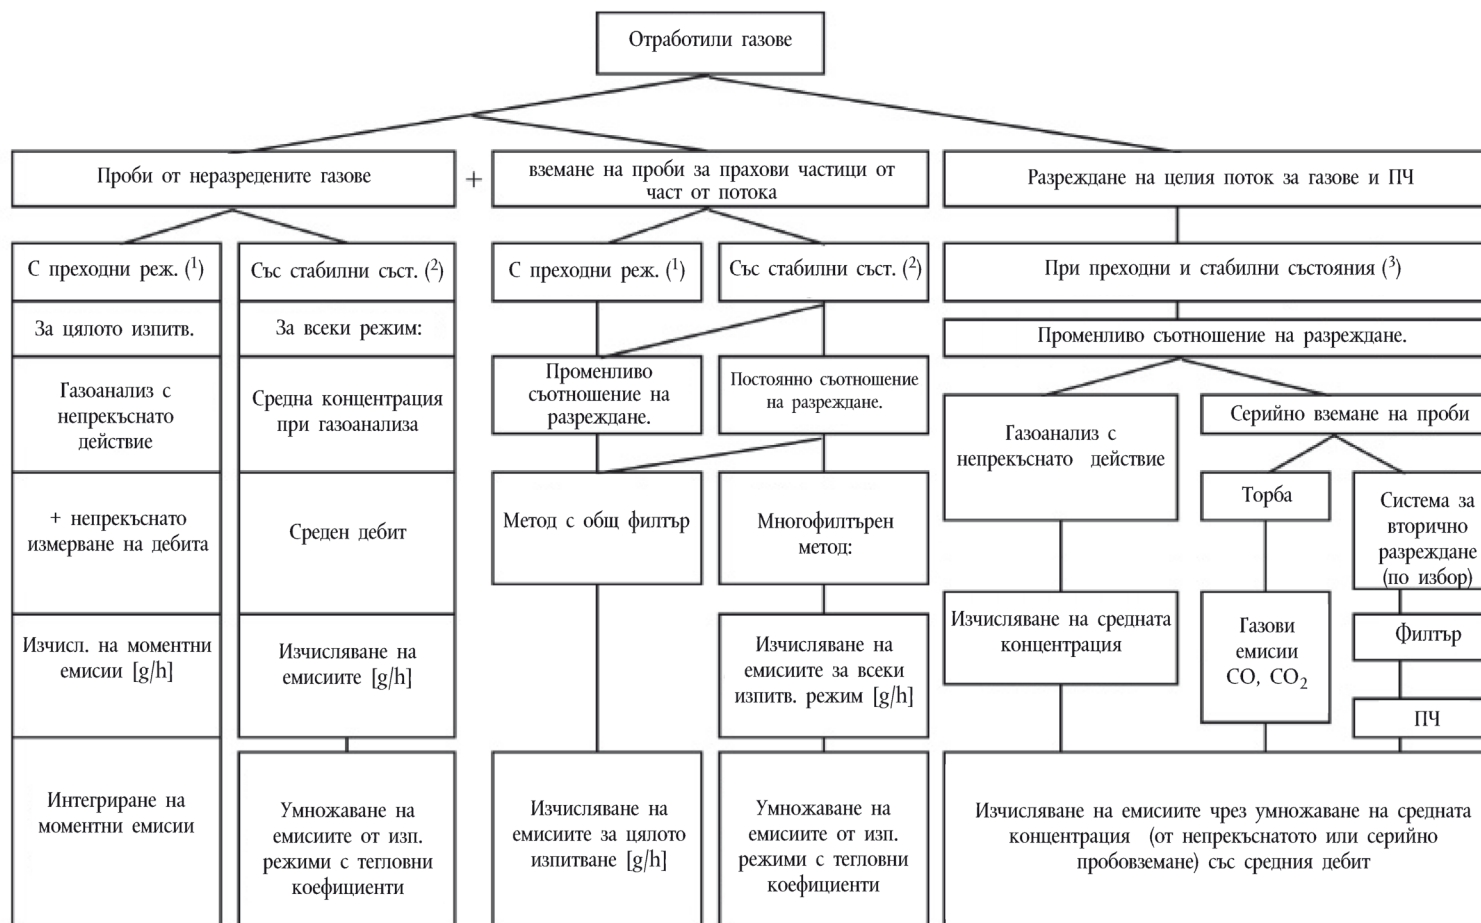 Отработили газове
Проби от неразредените газове
+
вземане на проби за прахови частици от
част от потока
Разреждане на целия поток за газове и ПЧ
С преходни реж. (1)
Със стабилни съст. (2)
С преходни реж. (1)
Със стабилни съст. (2)
При преходни и стабилни състояния (3)
За цялото изпитв.
За всеки режим:
Променливо съотношение на разреждане.
Газоанализ с
непрекъснато
действие
Средна концентрация
при газоанализа
Променливо
съотношение на
разреждане.
Постоянно съотношение
на разреждане.
Газоанализ с
непрекъснато действие
Серийно вземане на проби
+ непрекъснато
измерване на дебита
Среден дебит
Метод с общ филтър
Многофилтърен
метод:
Торба
Система за
вторично
разреждане
(по избор)
Изчисл. на моментни
емисии [g/h]
Изчисляване на
емисиите [g/h]
Изчисляване на
емисиите за всеки
изпитв. режим [g/h]
Изчисляване на средната
концентрация
Газови
емисии
CO, CO2
Филтър
ПЧ
Интегриране на
моментни емисии
Умножаване на
емисиите от изп.
режими с тегловни
коефициенти
Изчисляване на
емисиите за цялото
изпитване [g/h]
Умножаване на
емисиите от изп.
режими с тегловни
коефициенти
Изчисляване на емисиите чрез умножаване на средната
концентрация (от непрекъснатото или серийно
пробовземане) със средния дебит